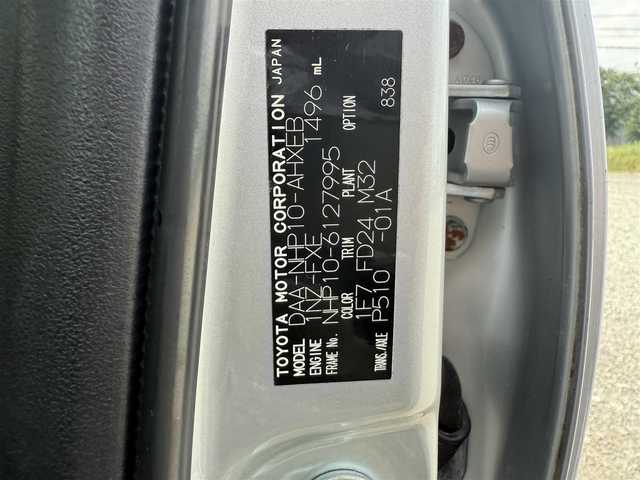 TOYOTA MOTOR CORPORATION JAPAN
MODEL DAA-NHP10-AHXEB
ENGINE 1NZ-FXE 1496 mL
FRAME No. NHP10-6127995
COLOR TRIM PLANT OPTION
1F7 FD24 M32 838
TRANS./AXLE P510 -01A